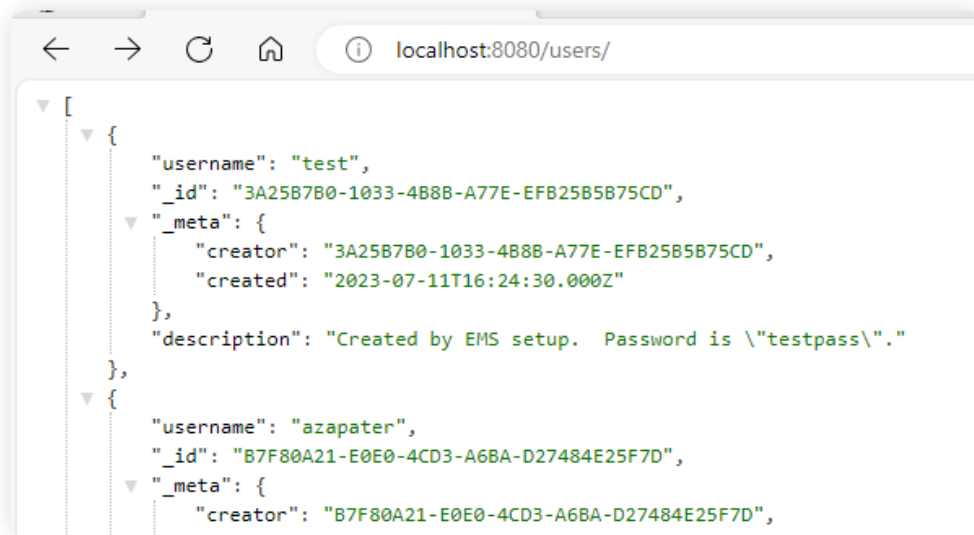 localhost:8080/users/
[
{
"username": "test",
"_id": "3A25B7B0-1033-4B8B-A77E-EFB25B5B75CD",
"_meta": {
"creator": "3A25B7B0-1033-4B8B-A77E-EFB25B5B75CD",
"created": "2023-07-11T16:24:30.000Z"
},
"description": "Created by EMS setup.  Password is \"testpass\"."
},
{
"username": "azapater",
"_id": "B7F80A21-E0E0-4CD3-A6BA-D27484E25F7D",
"_meta": {
"creator": "B7F80A21-E0E0-4CD3-A6BA-D27484E25F7D",